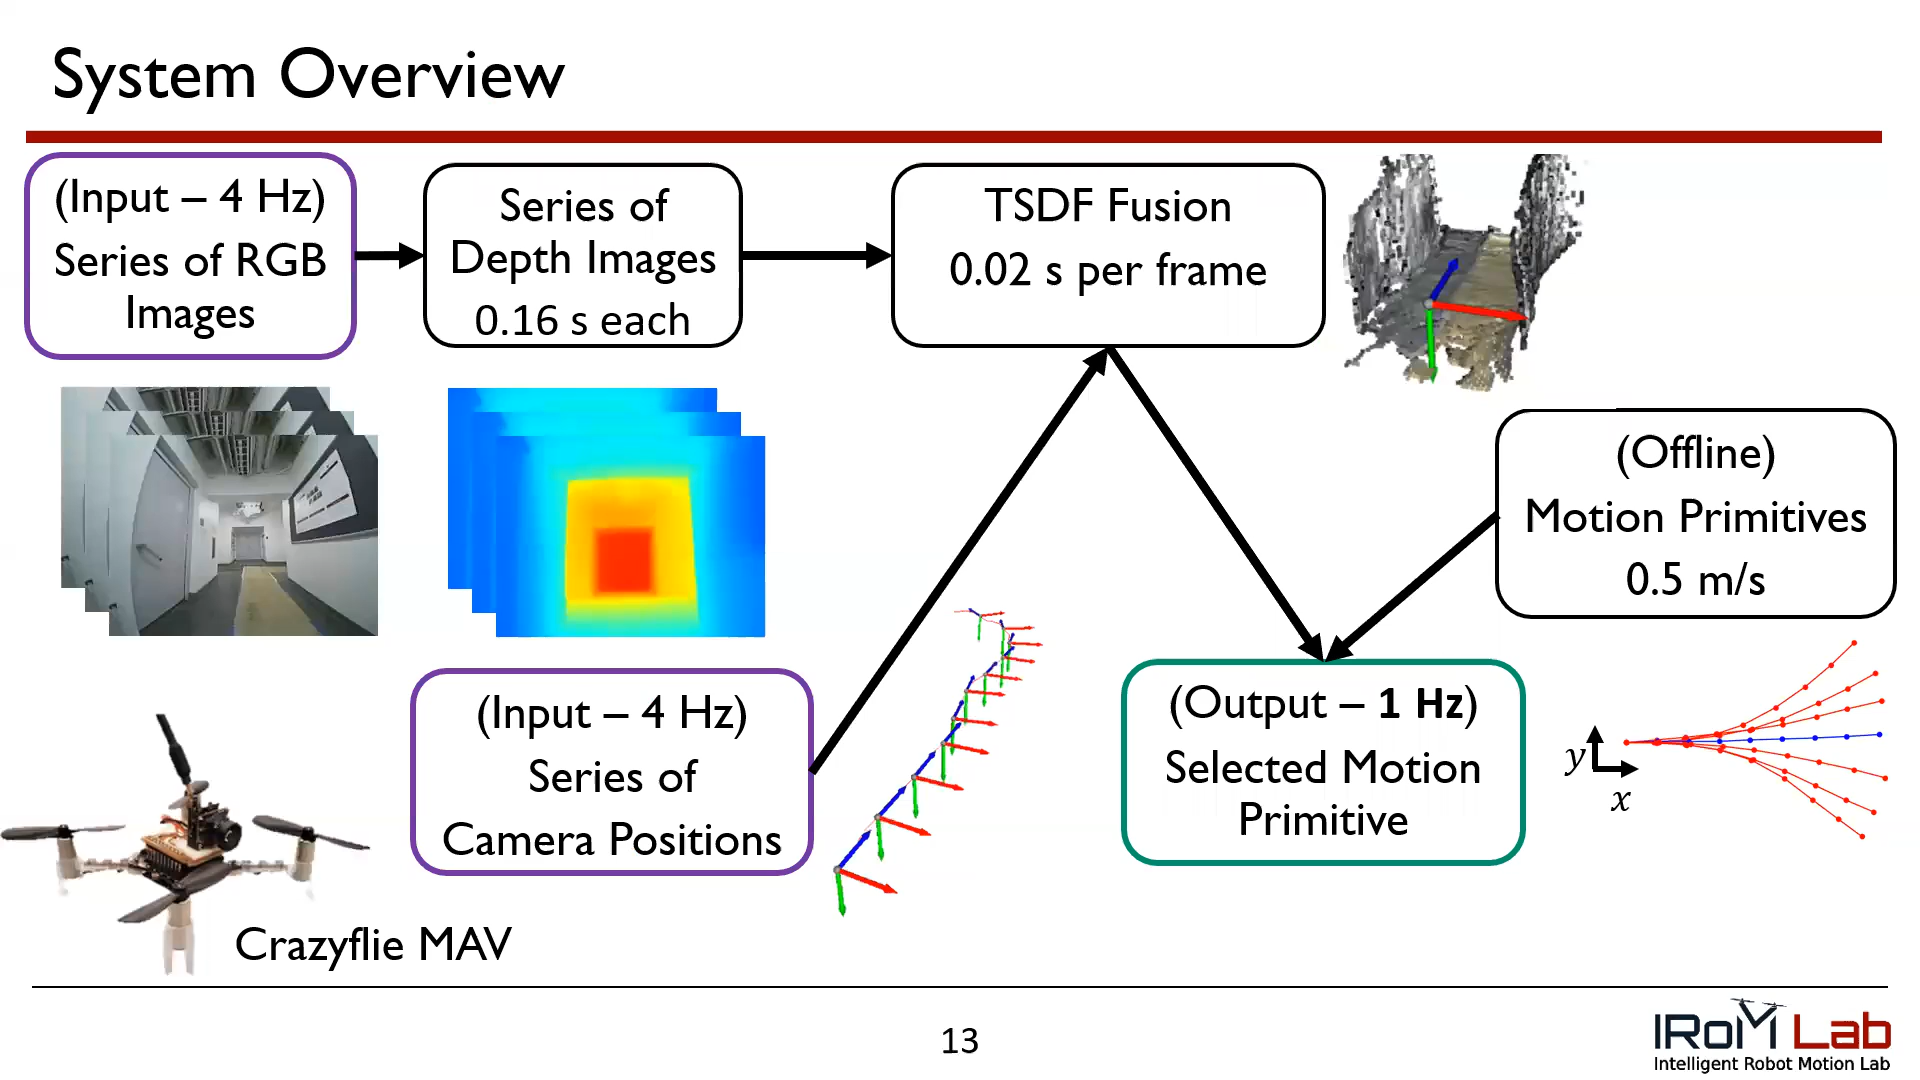 System Overview
(Input – 4 Hz)
Series of RGB
Images
Series of
Depth Images
0.16 s each
TSDF Fusion
0.02 s per frame
(Offline)
Motion Primitives
0.5 m/s
(Input – 4 Hz)
Series of
Camera Positions
(Output – 1 Hz)
Selected Motion
Primitive
y
x
Crazyflie MAV
13
IRoM Lab
Intelligent Robot Motion Lab